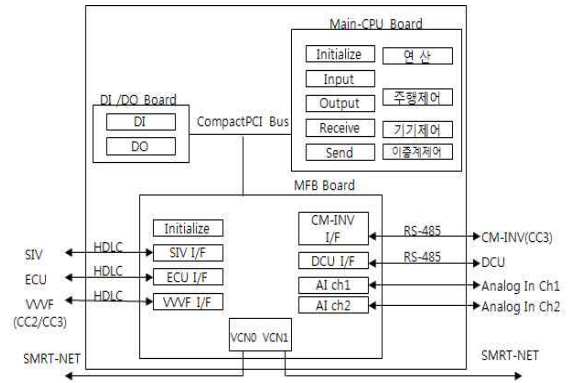 Main-CPU Board
Initialize 연 산
Input
Output 주행제어
Receive 기기제어
Send 이중계제어
DI /DO Board
DI
DO
CompactPCI Bus
MFB Board
Initialize
CM-INV I/F
RS-485
CM-INV(CC3)
SIV
HDLC
SIV I/F
DCU I/F
RS-485
DCU
ECU
HDLC
ECU I/F
AI ch1
Analog In Ch1
VVVF (CC2/CC3)
HDLC
VVVF I/F
AI ch2
Analog In Ch2
VCN0 VCN1
SMRT-NET
SMRT-NET